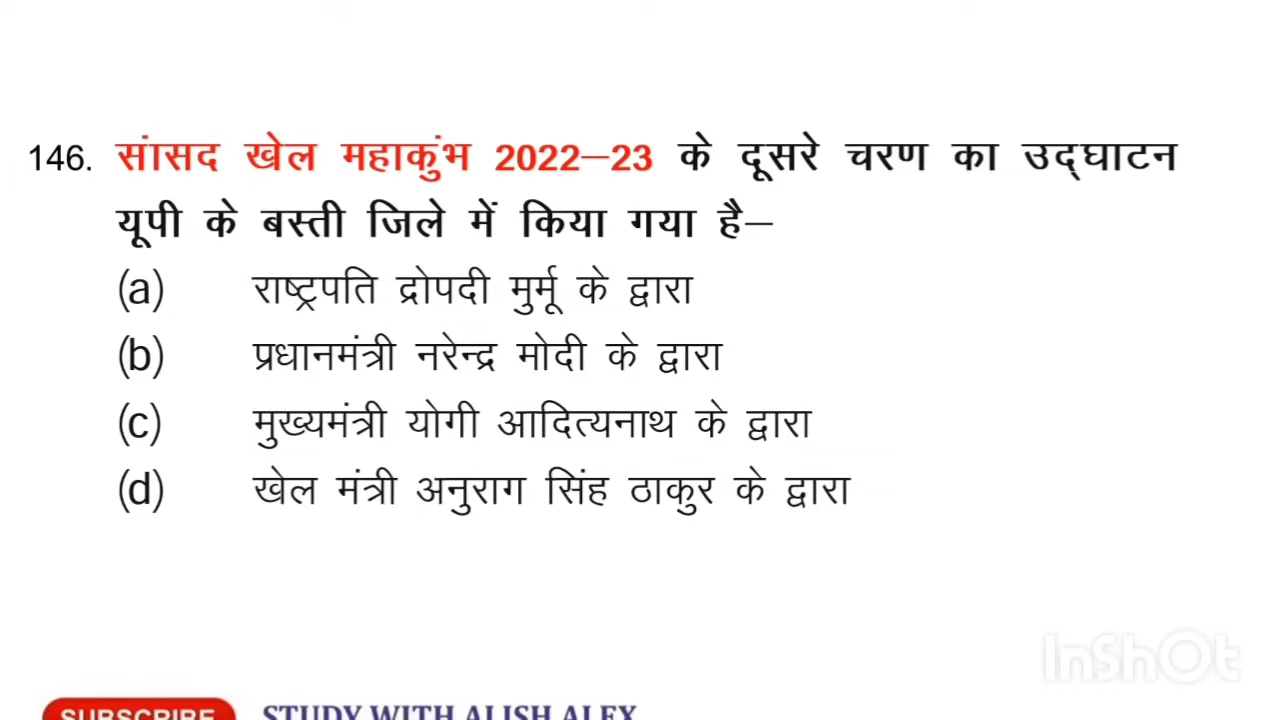 146. सांसद खेल महाकुंभ 2022–23 के दूसरे चरण का उद्घाटन
यूपी के बस्ती जिले में किया गया है–
(a) राष्ट्रपति द्रोपदी मुर्मू के द्वारा
(b) प्रधानमंत्री नरेन्द्र मोदी के द्वारा
(c) मुख्यमंत्री योगी आदित्यनाथ के द्वारा
(d) खेल मंत्री अनुराग सिंह ठाकुर के द्वारा
InShOt
SUBSCRIBE STUDY WITH ALISH ALEX